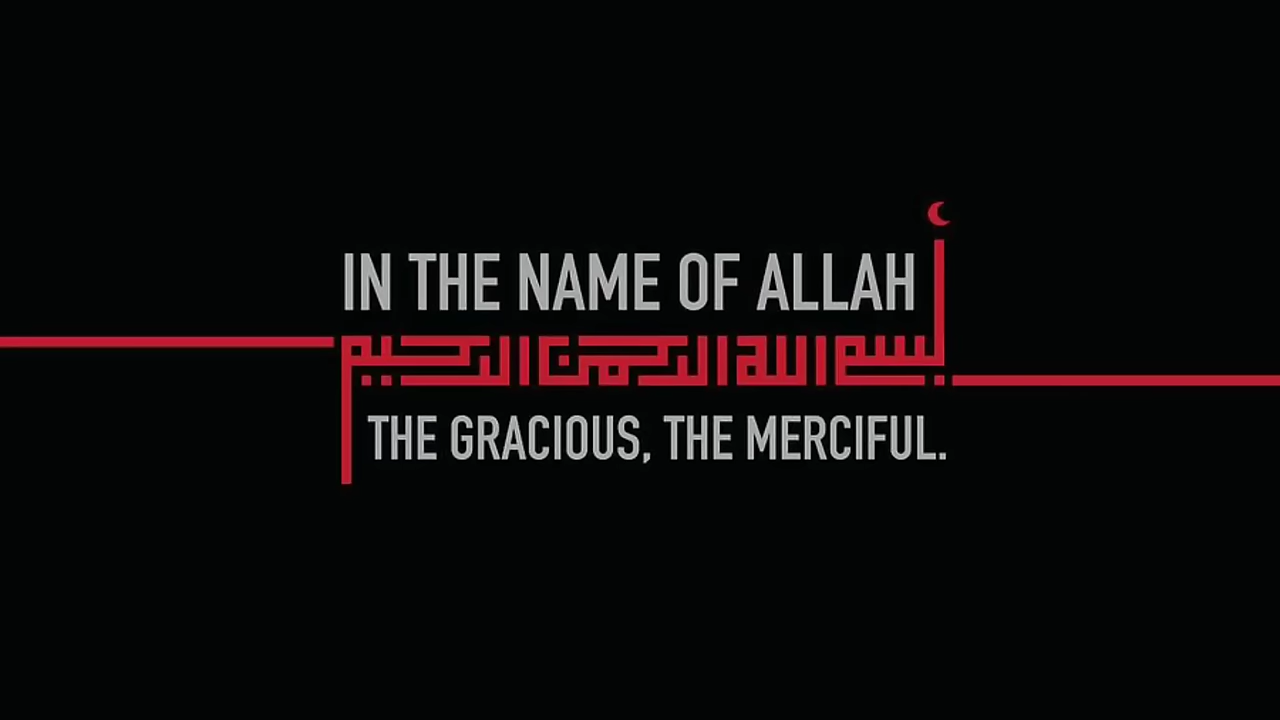 IN THE NAME OF ALLAH
بسم الله الرحمن الرحيم
THE GRACIOUS, THE MERCIFUL.